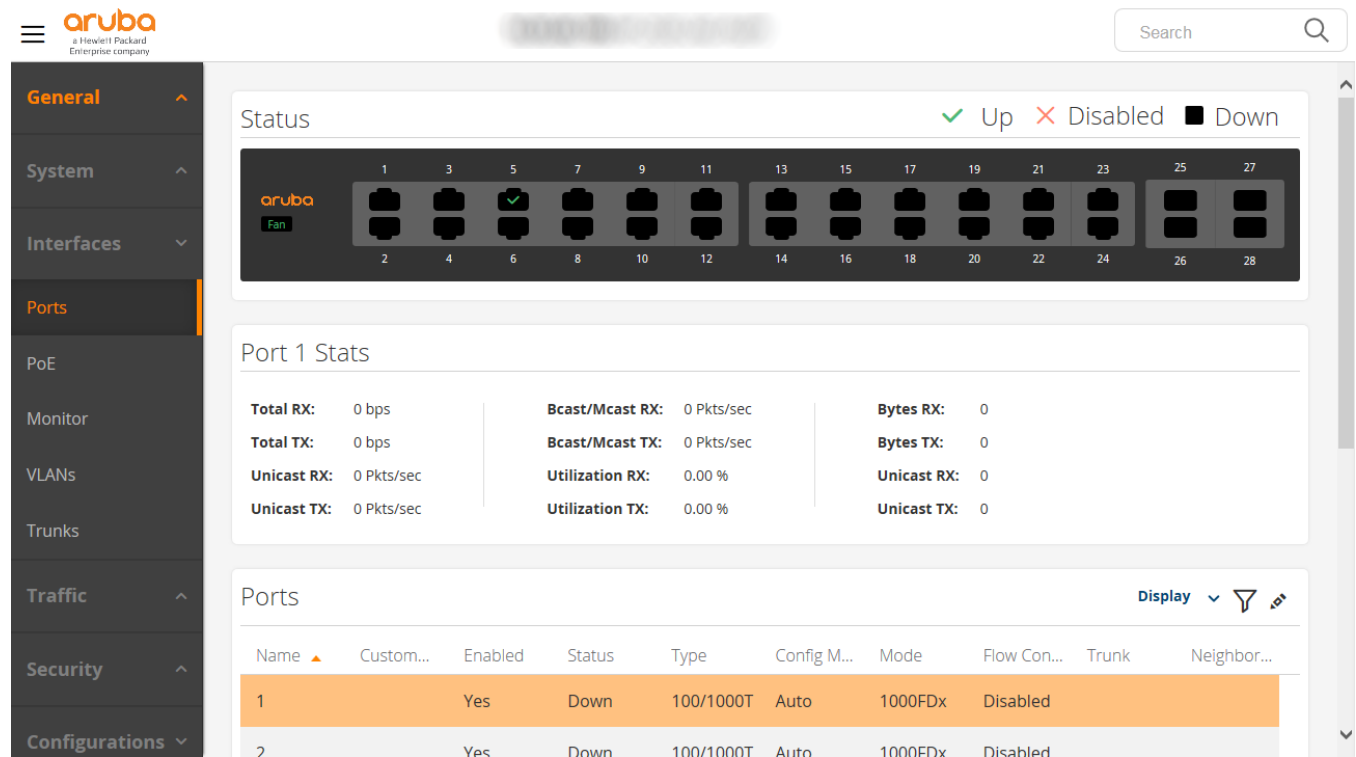 aruba
a Hewlett Packard
Enterprise company
Search
General
System
Interfaces
Ports
PoE
Monitor
VLANs
Trunks
Traffic
Security
Configurations
Status
Up Disabled Down
1 3 5 7 9 11 13 15 17 19 21 23 25 27
aruba
Fan
2 4 6 8 10 12 14 16 18 20 22 24 26 28
Port 1 Stats
Total RX: 0 bps Bcast/Mcast RX: 0 Pkts/sec Bytes RX: 0
Total TX: 0 bps Bcast/Mcast TX: 0 Pkts/sec Bytes TX: 0
Unicast RX: 0 Pkts/sec Utilization RX: 0.00 % Unicast RX: 0
Unicast TX: 0 Pkts/sec Utilization TX: 0.00 % Unicast TX: 0
Ports Display
Name Custom... Enabled Status Type Config M... Mode Flow Con... Trunk Neighbor...
1 Yes Down 100/1000T Auto 1000FDx Disabled
2 Yes Down 100/1000T Auto 1000FDx Disabled